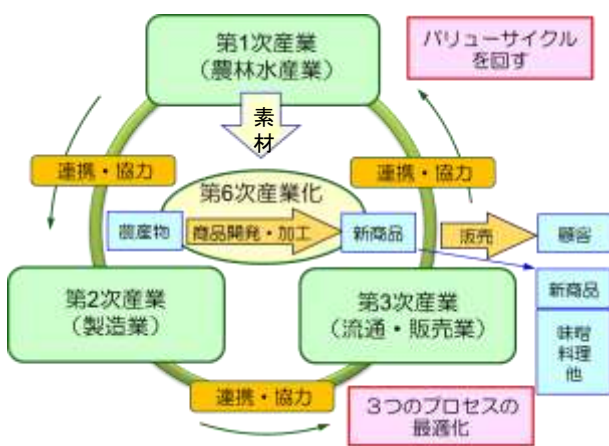 第1次産業
（農林水産業）
バリューサイクル
を回す
素
材
連携・協力
連携・協力
第6次産業化
農産物
商品開発・加工
新商品
販売
顧客
第2次産業
（製造業）
第3次産業
（流通・販売業）
新商品
味噌
料理
他
連携・協力
３つのプロセスの
最適化